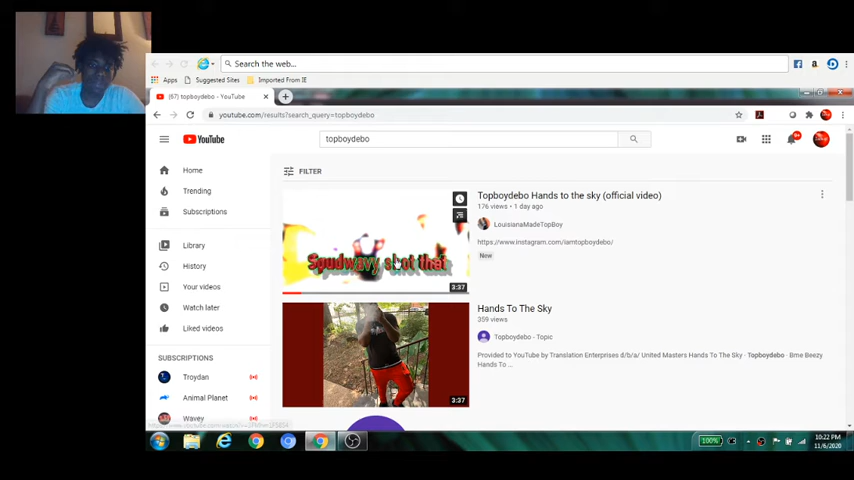 Search the web...
Apps
Suggested Sites
Imported From IE
(67) topboydebo - YouTube
youtube.com/results?search_query=topboydebo
YouTube
topboydebo
9+
Home
Trending
Subscriptions
Library
History
Your videos
Watch later
Liked videos
SUBSCRIPTIONS
Troydan
Animal Planet
Wavey
FILTER
Squdwavy shot that
3:37
Topboydebo Hands to the sky (official video)
176 views • 1 day ago
LouisianaMadeTopBoy
https://www.instagram.com/iamtopboydebo/
New
3:37
Hands To The Sky
359 views
Topboydebo - Topic
Provided to YouTube by Translation Enterprises d/b/a/ United Masters Hands To The Sky · Topboydebo · Bme Beezy
Hands To ...
100%
10:22 PM
11/6/2020